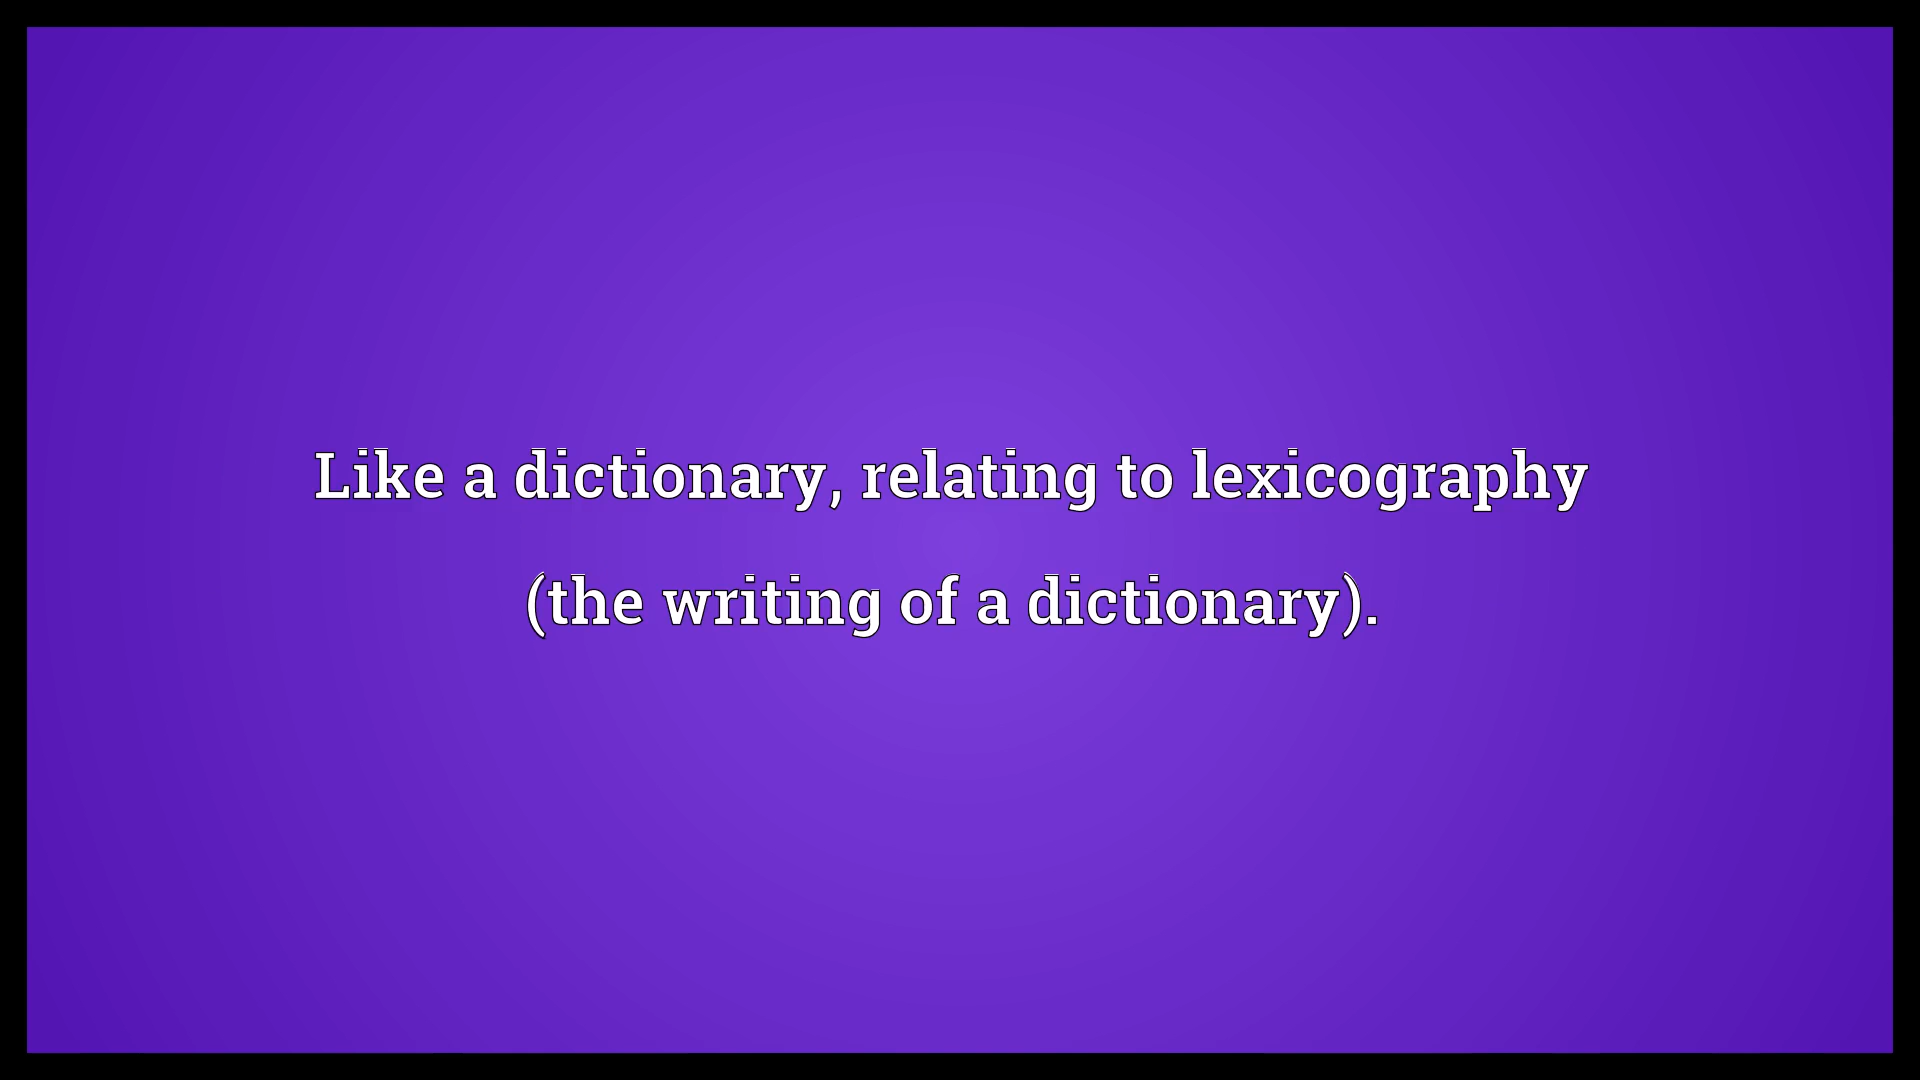 Like a dictionary, relating to lexicography
(the writing of a dictionary).